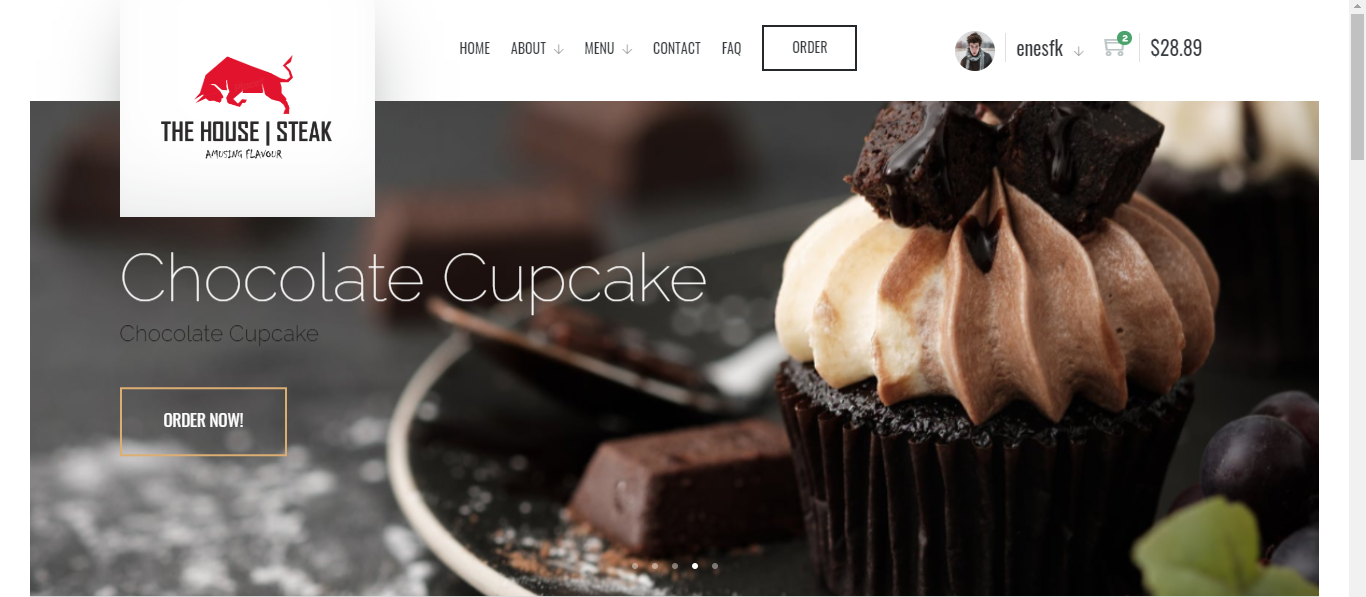 HOME ABOUT MENU CONTACT FAQ ORDER enesfk 2 $28.89
THE HOUSE | STEAK
AMUSING FLAVOUR
Chocolate Cupcake
Chocolate Cupcake
ORDER NOW!